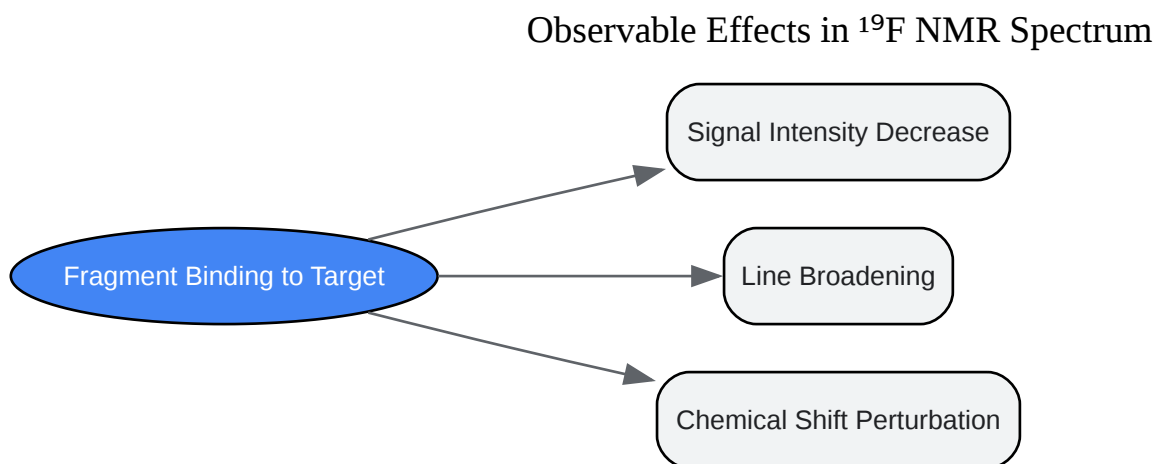 Observable Effects in ¹⁹F NMR Spectrum
Signal Intensity Decrease
Fragment Binding to Target
Line Broadening
Chemical Shift Perturbation